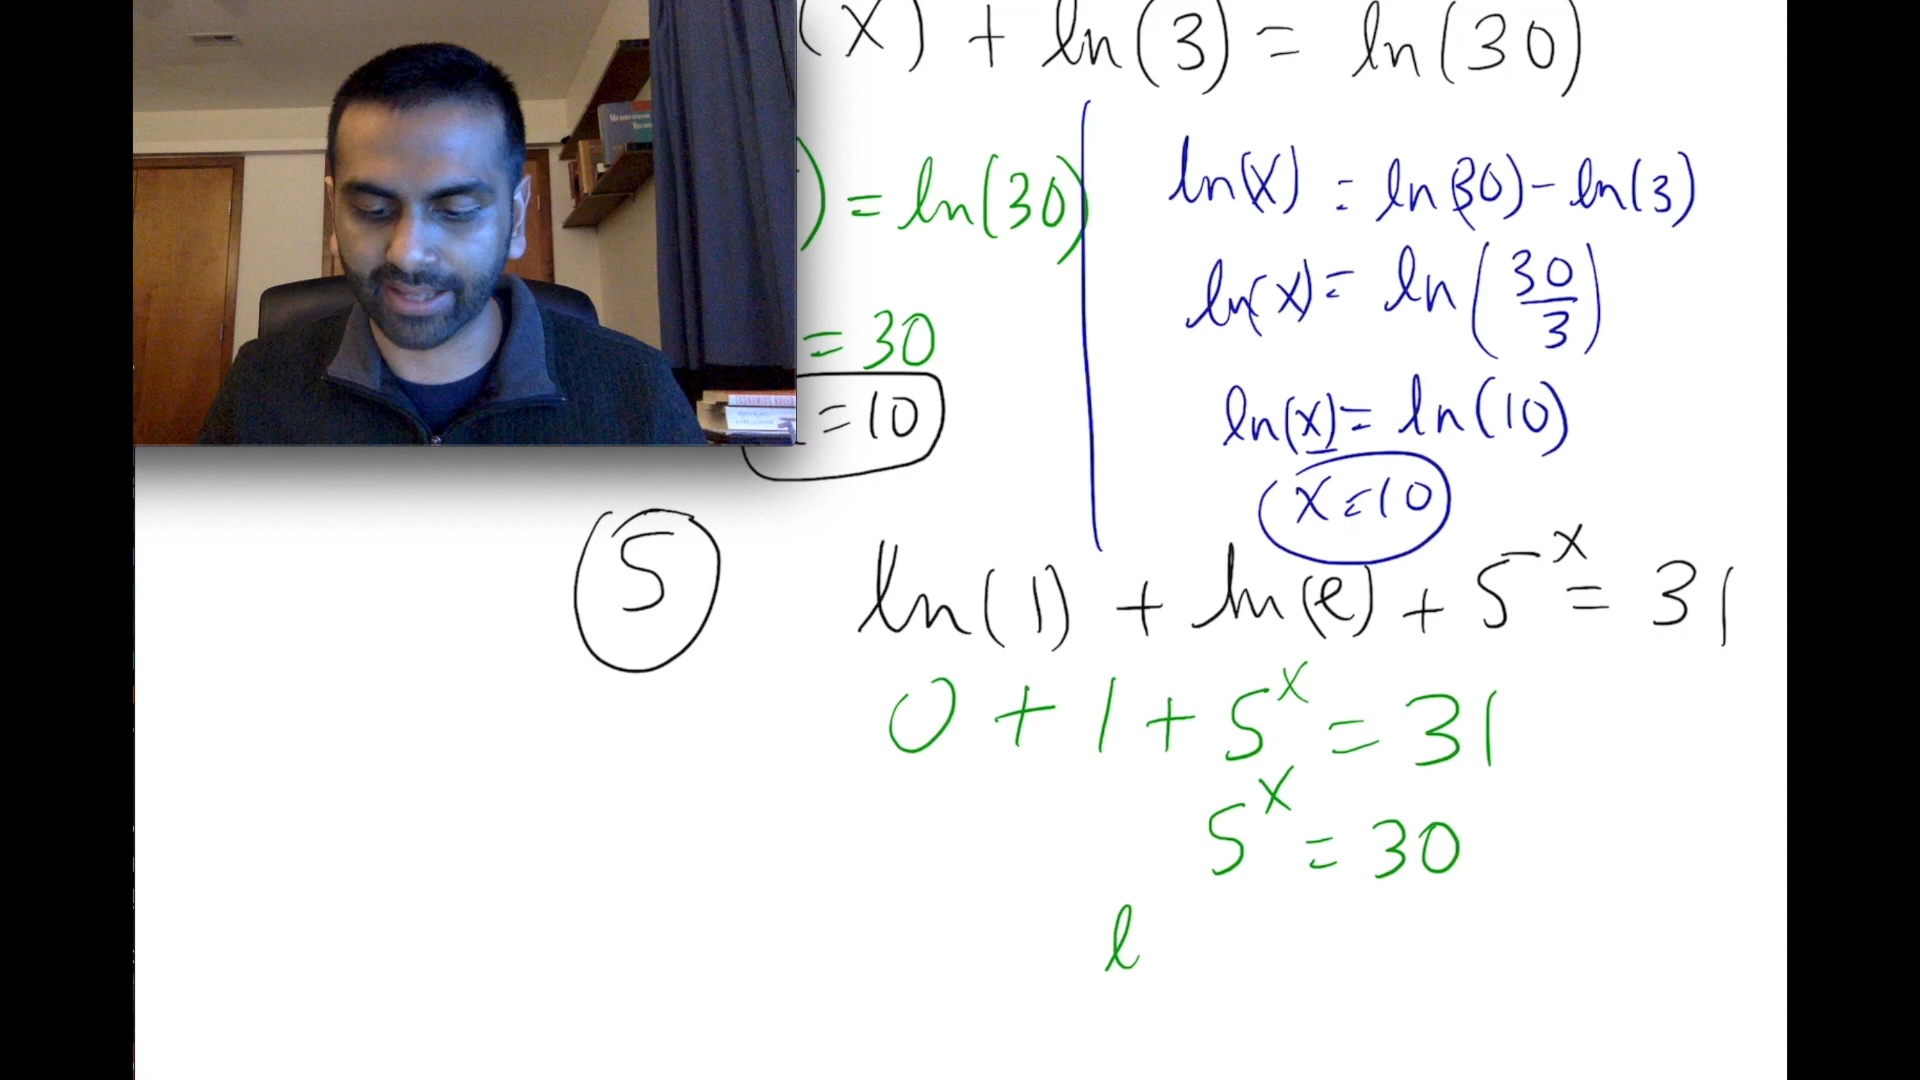 (x) + ln(3) = ln(30)
) = ln(30)
= 30
= 10
ln(x) = ln(30) - ln(3)
ln(x) = ln(30/3)
ln(x) = ln(10)
x = 10
5
ln(1) + ln(e) + 5^x = 31
0 + 1 + 5^x = 31
5^x = 30
l